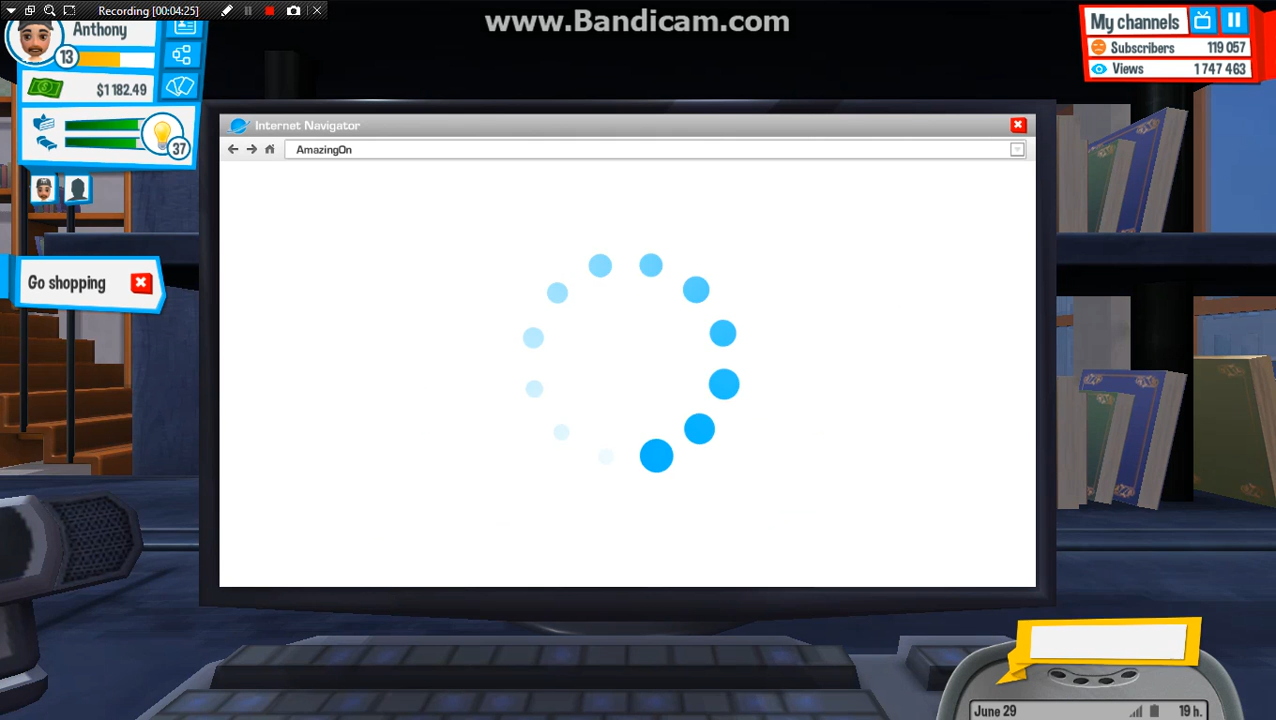 Recording [00:04:25]
www.Bandicam.com
Anthony
13
$1 182.49
37
Go shopping
Internet Navigator
AmazingOn
My channels
Subscribers 119 057
Views 1 747 463
June 29 19 h.